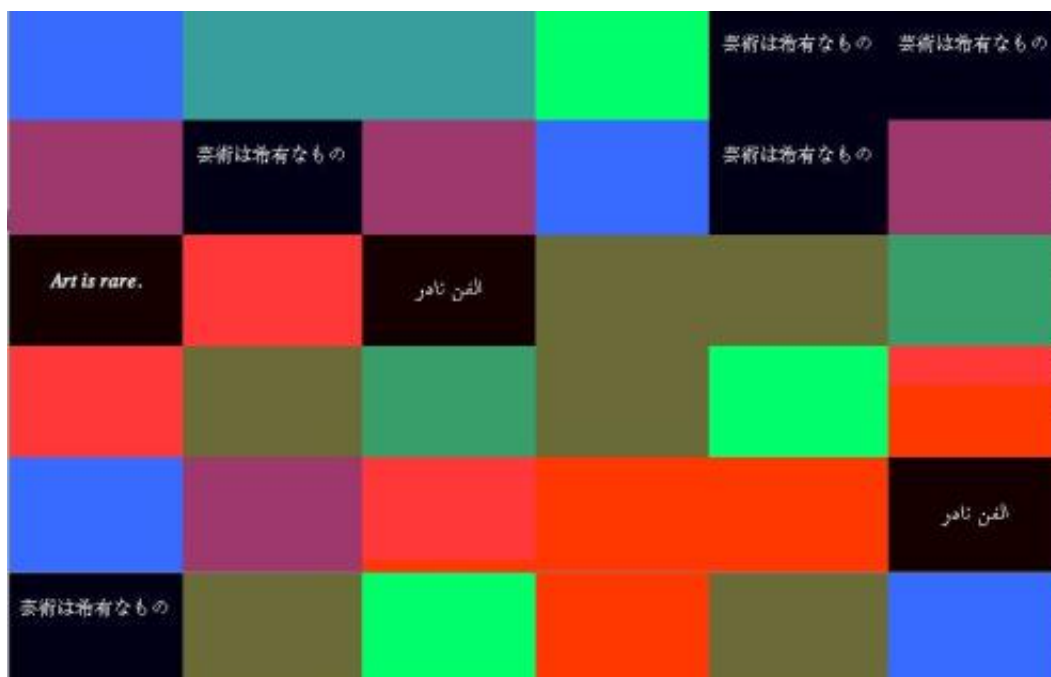 芸術は希有なもの 芸術は希有なもの
芸術は希有なもの 芸術は希有なもの
Art is rare. الفن نادر
الفن نادر
芸術は希有なもの